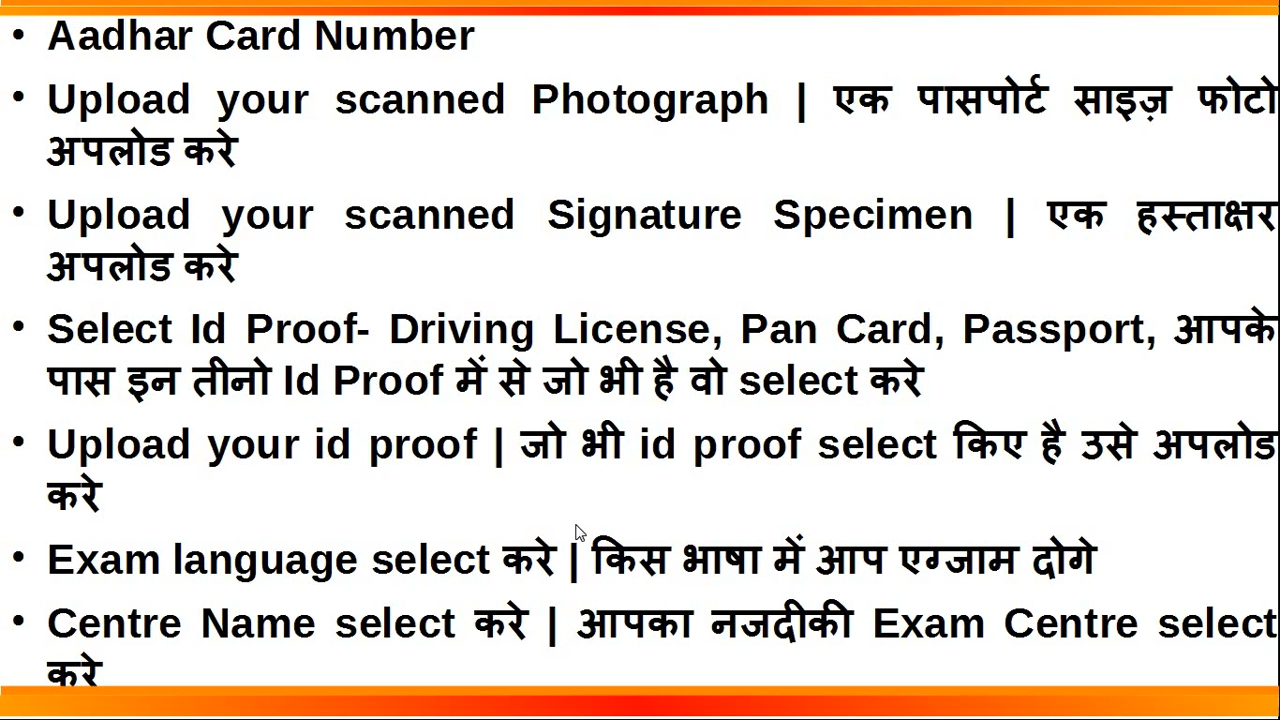 • Aadhar Card Number
• Upload your scanned Photograph | एक पासपोर्ट साइज़ फोटो
अपलोड करे
• Upload your scanned Signature Specimen | एक हस्ताक्षर
अपलोड करे
• Select Id Proof- Driving License, Pan Card, Passport, आपके
पास इन तीनो Id Proof में से जो भी है वो select करे
• Upload your id proof | जो भी id proof select किए है उसे अपलोड
करे
• Exam language select करे | किस भाषा में आप एग्जाम दोगे
• Centre Name select करे | आपका नजदीकी Exam Centre select
करे